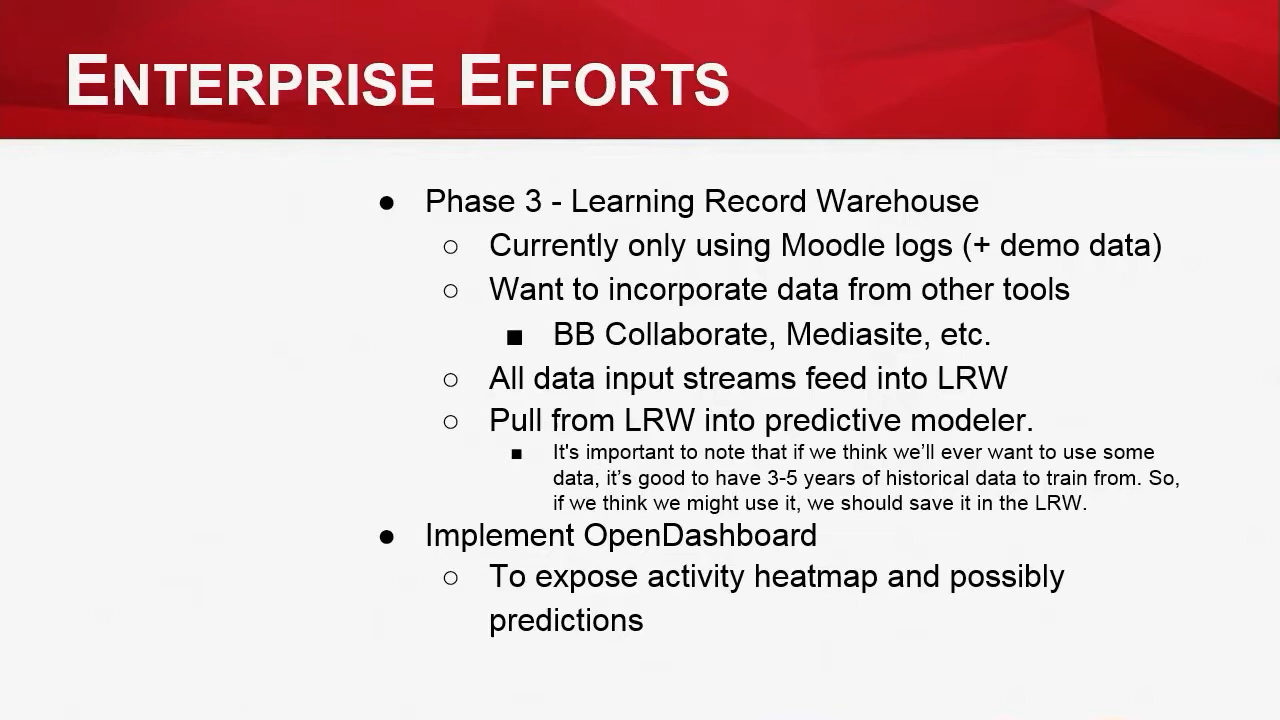 ENTERPRISE EFFORTS
● Phase 3 - Learning Record Warehouse
○ Currently only using Moodle logs (+ demo data)
○ Want to incorporate data from other tools
■ BB Collaborate, Mediasite, etc.
○ All data input streams feed into LRW
○ Pull from LRW into predictive modeler.
■ It's important to note that if we think we’ll ever want to use some
data, it’s good to have 3-5 years of historical data to train from. So,
if we think we might use it, we should save it in the LRW.
● Implement OpenDashboard
○ To expose activity heatmap and possibly
predictions